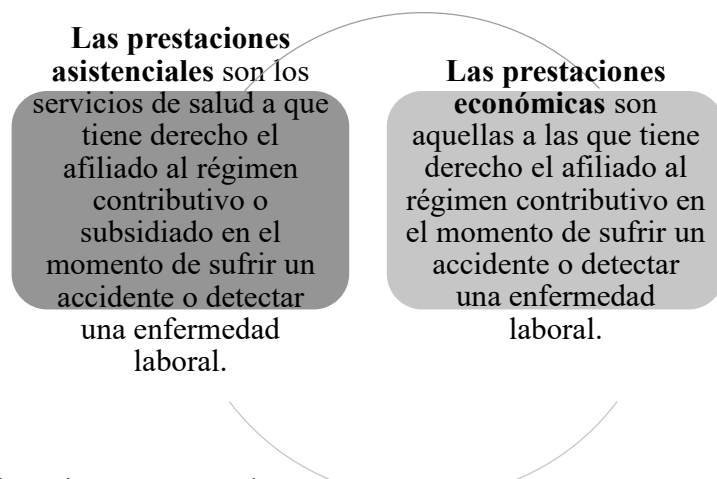 Las prestaciones
asistenciales son los
servicios de salud a que
tiene derecho el
afiliado al régimen
contributivo o
subsidiado en el
momento de sufrir un
accidente o detectar
una enfermedad
laboral.
Las prestaciones
económicas son
aquellas a las que tiene
derecho el afiliado al
régimen contributivo en
el momento de sufrir un
accidente o detectar
una enfermedad
laboral.